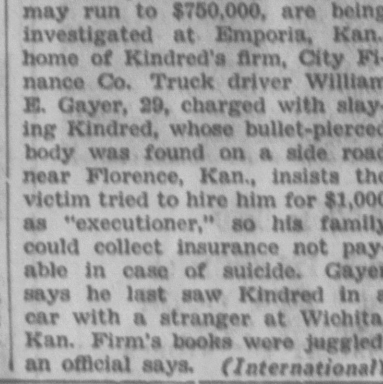 may run to $750,000, are being
investigated at Emporia, Kan.
home of Kindred's firm, City Fi-
nance Co. Truck driver William
E. Gayer, 29, charged with slay-
ing Kindred, whose bullet-pierced
body was found on a side road
near Florence, Kan., insists the
victim tried to hire him for $1,000
as "executioner," so his family
could collect insurance not pay-
able in case of suicide. Gayer
says he last saw Kindred in a
car with a stranger at Wichita
Kan. Firm's books were juggled
an official says. (International